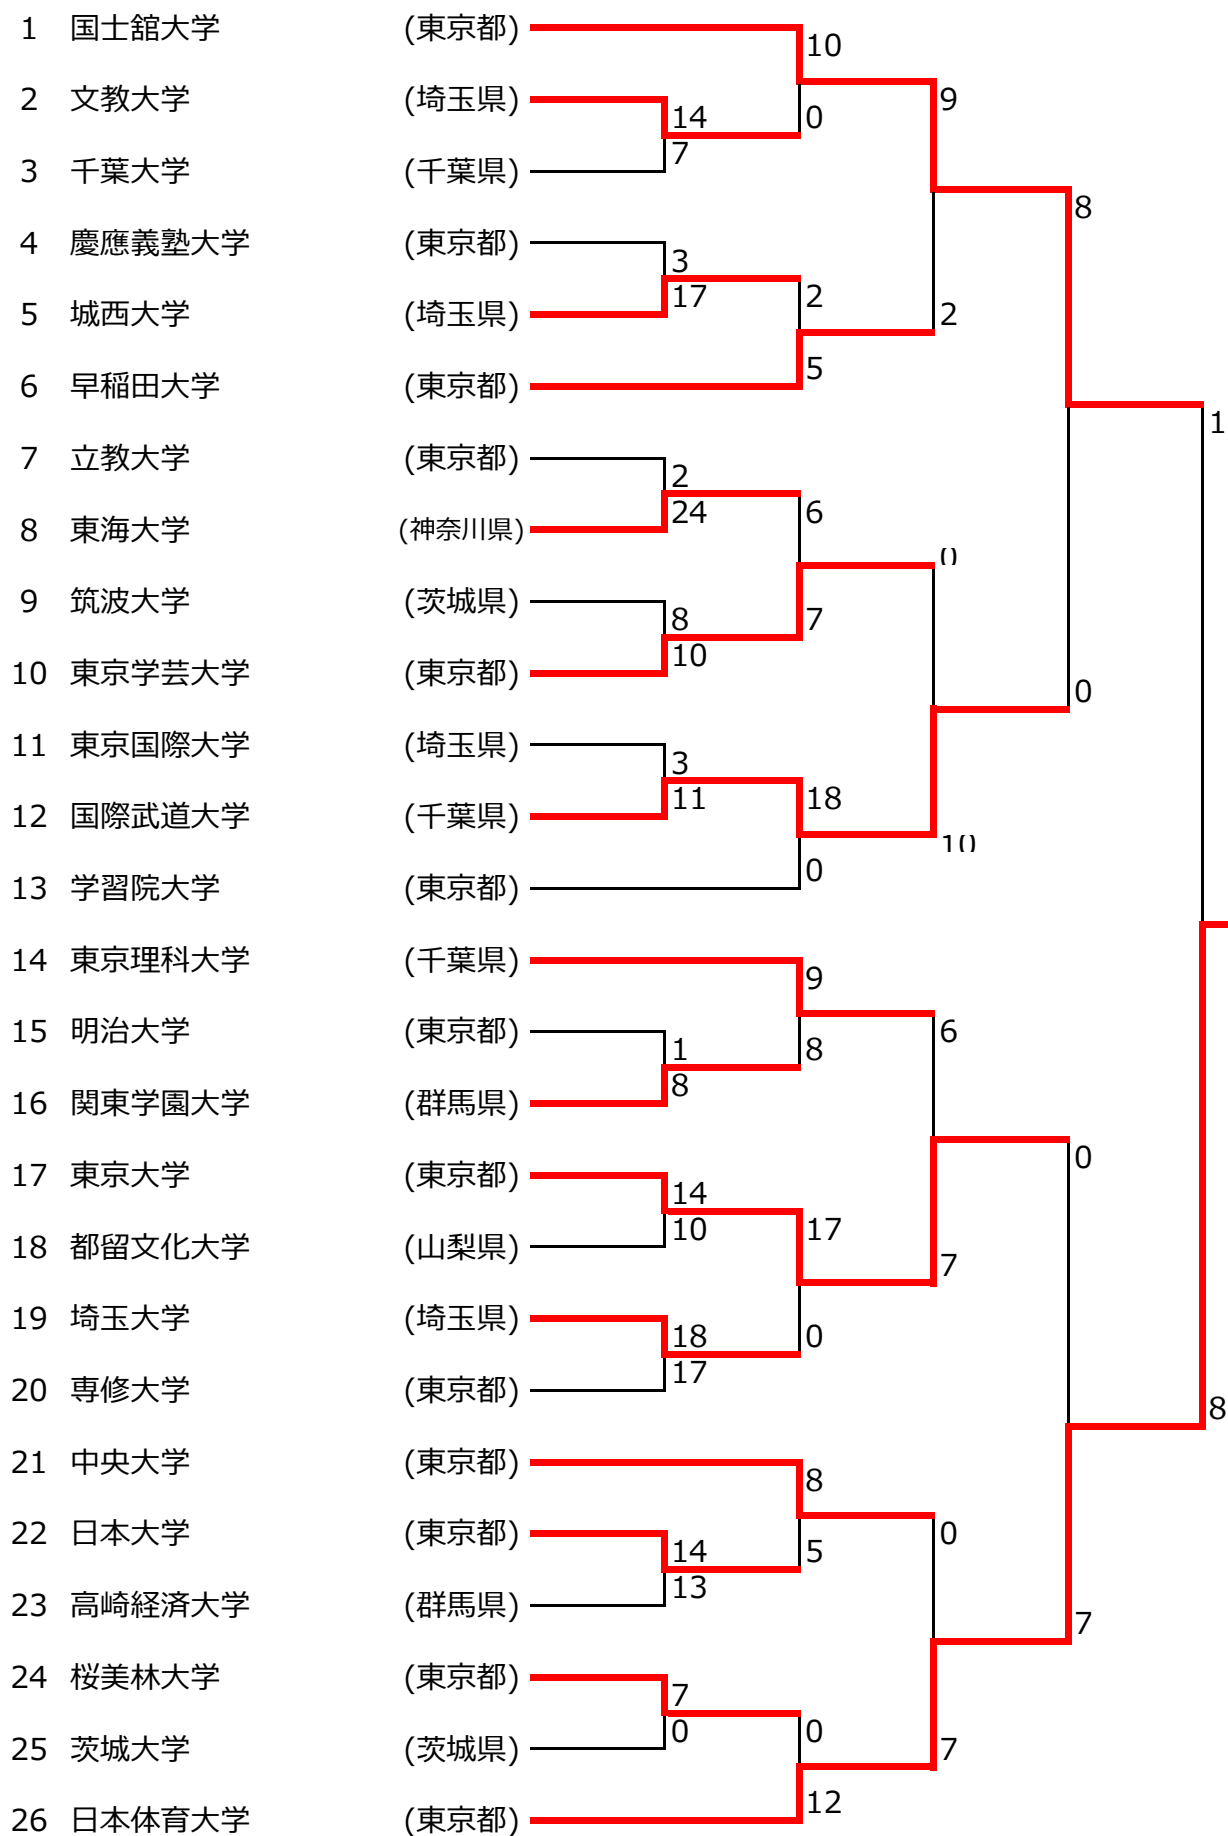 1 国士舘大学 (東京都)
10
2 文教大学 (埼玉県)
9
14
0
7
3 千葉大学 (千葉県)
8
4 慶應義塾大学 (東京都)
3
17
2
5 城西大学 (埼玉県)
2
5
6 早稲田大学 (東京都)
1
7 立教大学 (東京都)
2
24
6
8 東海大学 (神奈川県)
0
9 筑波大学 (茨城県)
8
7
10
10 東京学芸大学 (東京都)
0
11 東京国際大学 (埼玉県)
3
11
18
12 国際武道大学 (千葉県)
10
0
13 学習院大学 (東京都)
14 東京理科大学 (千葉県)
9
15 明治大学 (東京都)
6
1
8
8
16 関東学園大学 (群馬県)
0
17 東京大学 (東京都)
14
10
17
18 都留文化大学 (山梨県)
7
19 埼玉大学 (埼玉県)
18
0
17
20 専修大学 (東京都)
8
21 中央大学 (東京都)
8
22 日本大学 (東京都)
0
14
5
13
23 高崎経済大学 (群馬県)
7
24 桜美林大学 (東京都)
7
0
0
25 茨城大学 (茨城県)
7
12
26 日本体育大学 (東京都)